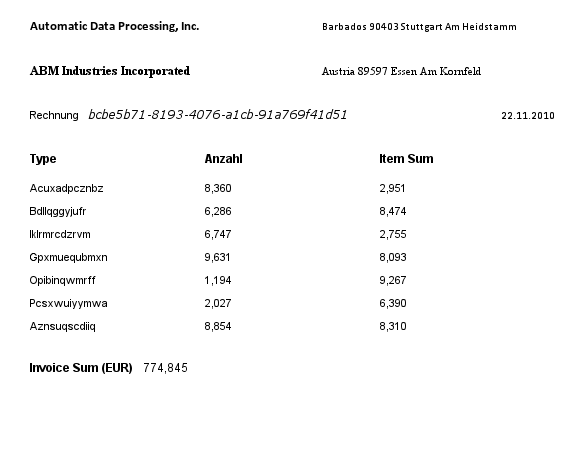 Automatic Data Processing, Inc. Barbados 90403 Stuttgart Am Heidstamm
ABM Industries Incorporated Austria 89597 Essen Am Kornfeld
Rechnung bcbe5b71-8193-4076-a1cb-91a769f41d51 22.11.2010
Type Anzahl Item Sum
Acuxadpcznbz 8,360 2,951
Bdllqggyjufr 6,286 8,474
Iklrmrcdzrvm 6,747 2,755
Gpxmuequbmxn 9,631 8,093
Opibinqwmrff 1,194 9,267
Pcsxwuiyymwa 2,027 6,390
Aznsuqscdiiq 8,854 8,310
Invoice Sum (EUR) 774,845